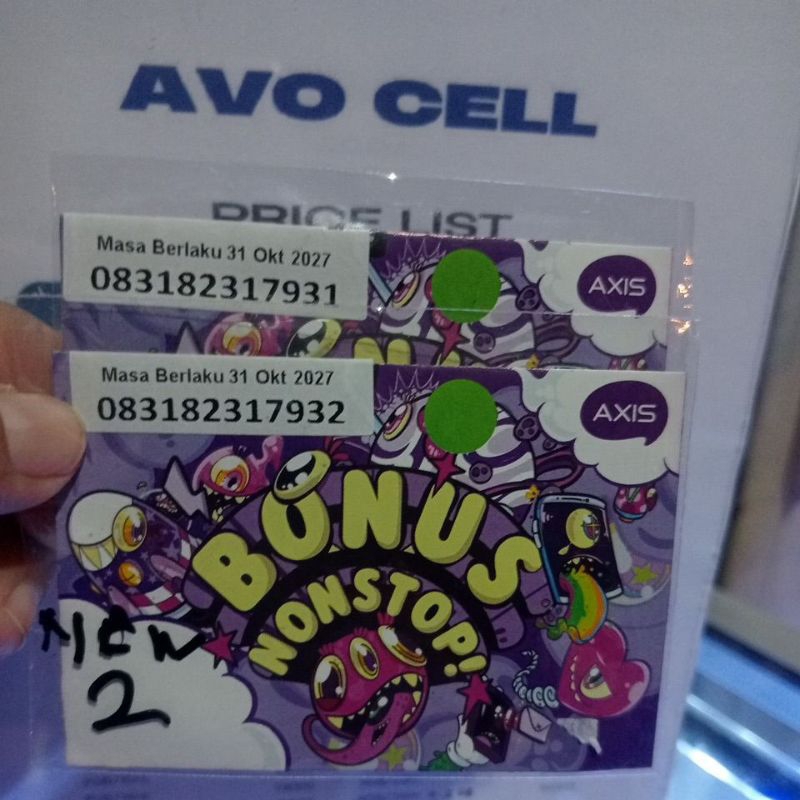 AVO CELL
PRICE LIST
Masa Berlaku 31 Okt 2027
083182317931
AXIS
Masa Berlaku 31 Okt 2027
083182317932
AXIS
BONUS
NONSTOP!
NEW
2